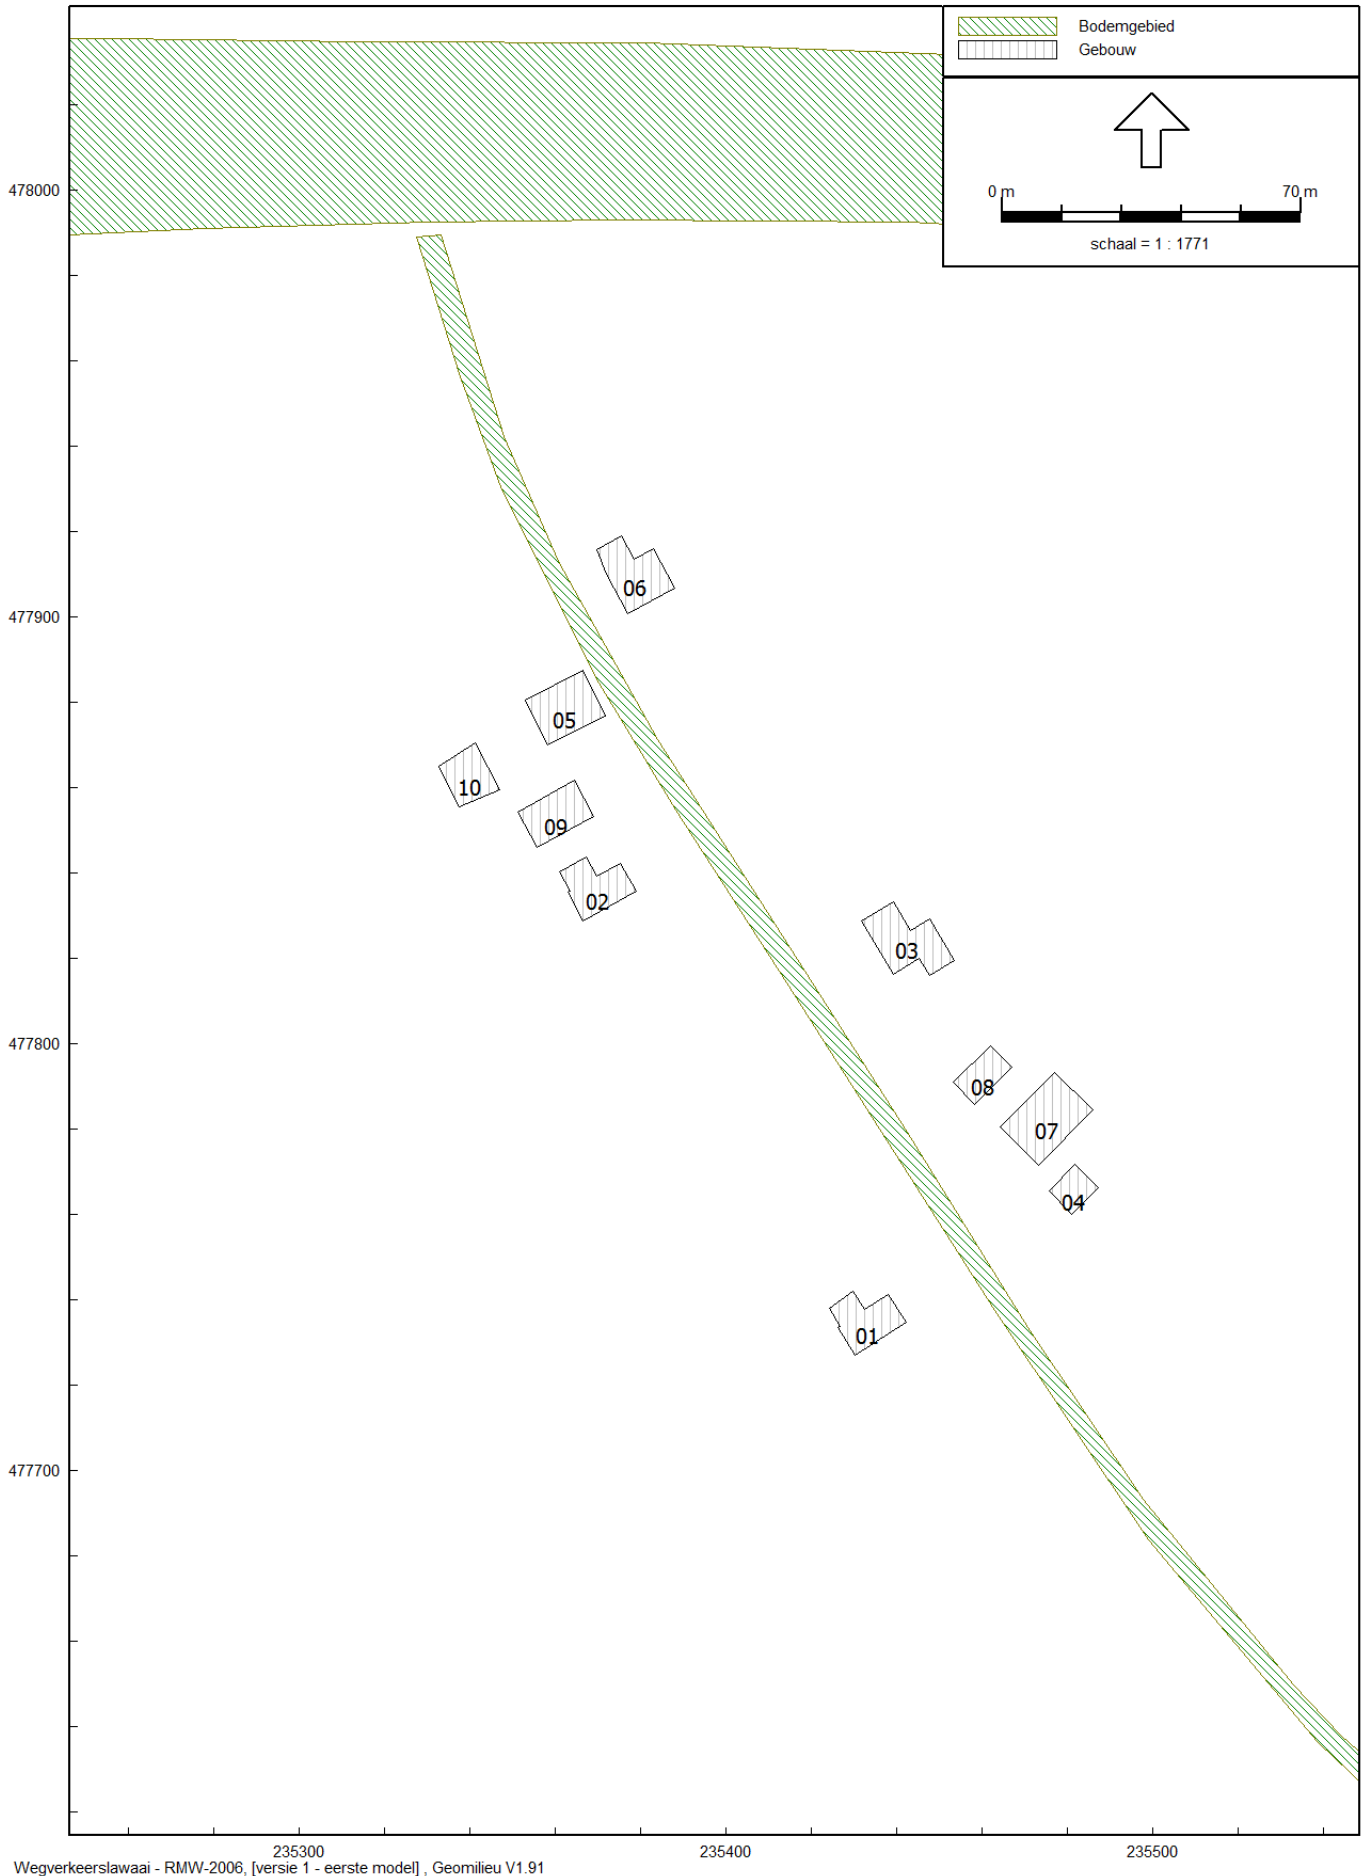 Bodemgebied
Gebouw
0 m 70 m
schaal = 1 : 1771
478000
477900
477800
477700
06
05
10
09
02
03
08
07
04
01
235300 235400 235500
Wegverkeerslawaai - RMW-2006, [versie 1 - eerste model] , Geomilieu V1.91